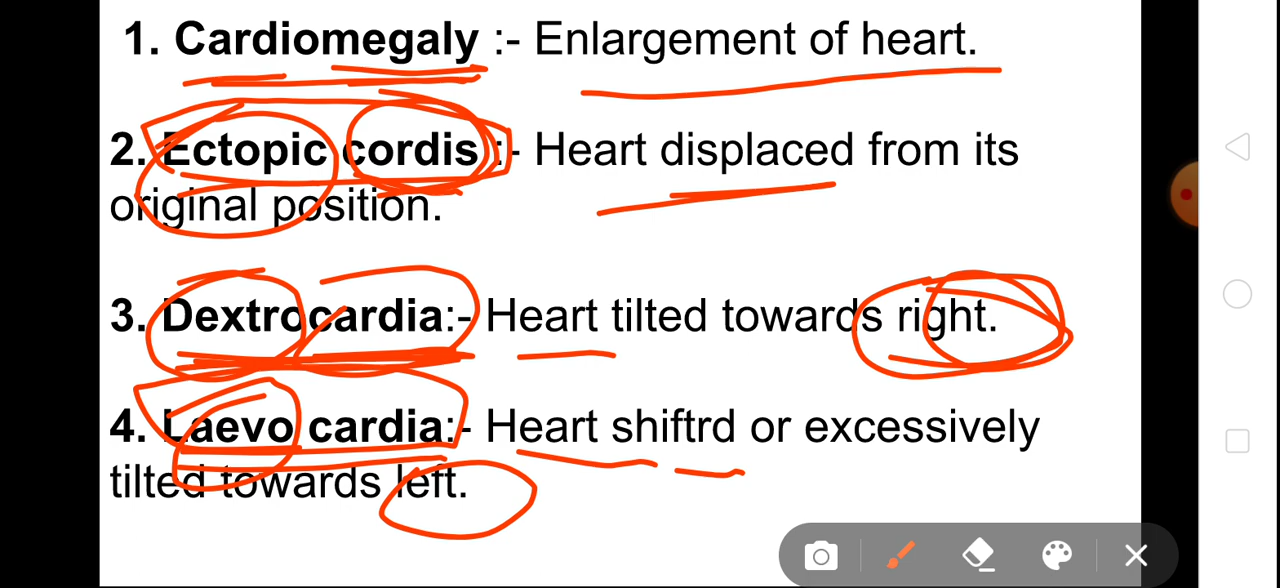 1. Cardiomegaly :- Enlargement of heart.
2. Ectopic cordis :- Heart displaced from its
original position.
3. Dextrocardia:- Heart tilted towards right.
4. Laevo cardia:- Heart shiftrd or excessively
tilted towards left.